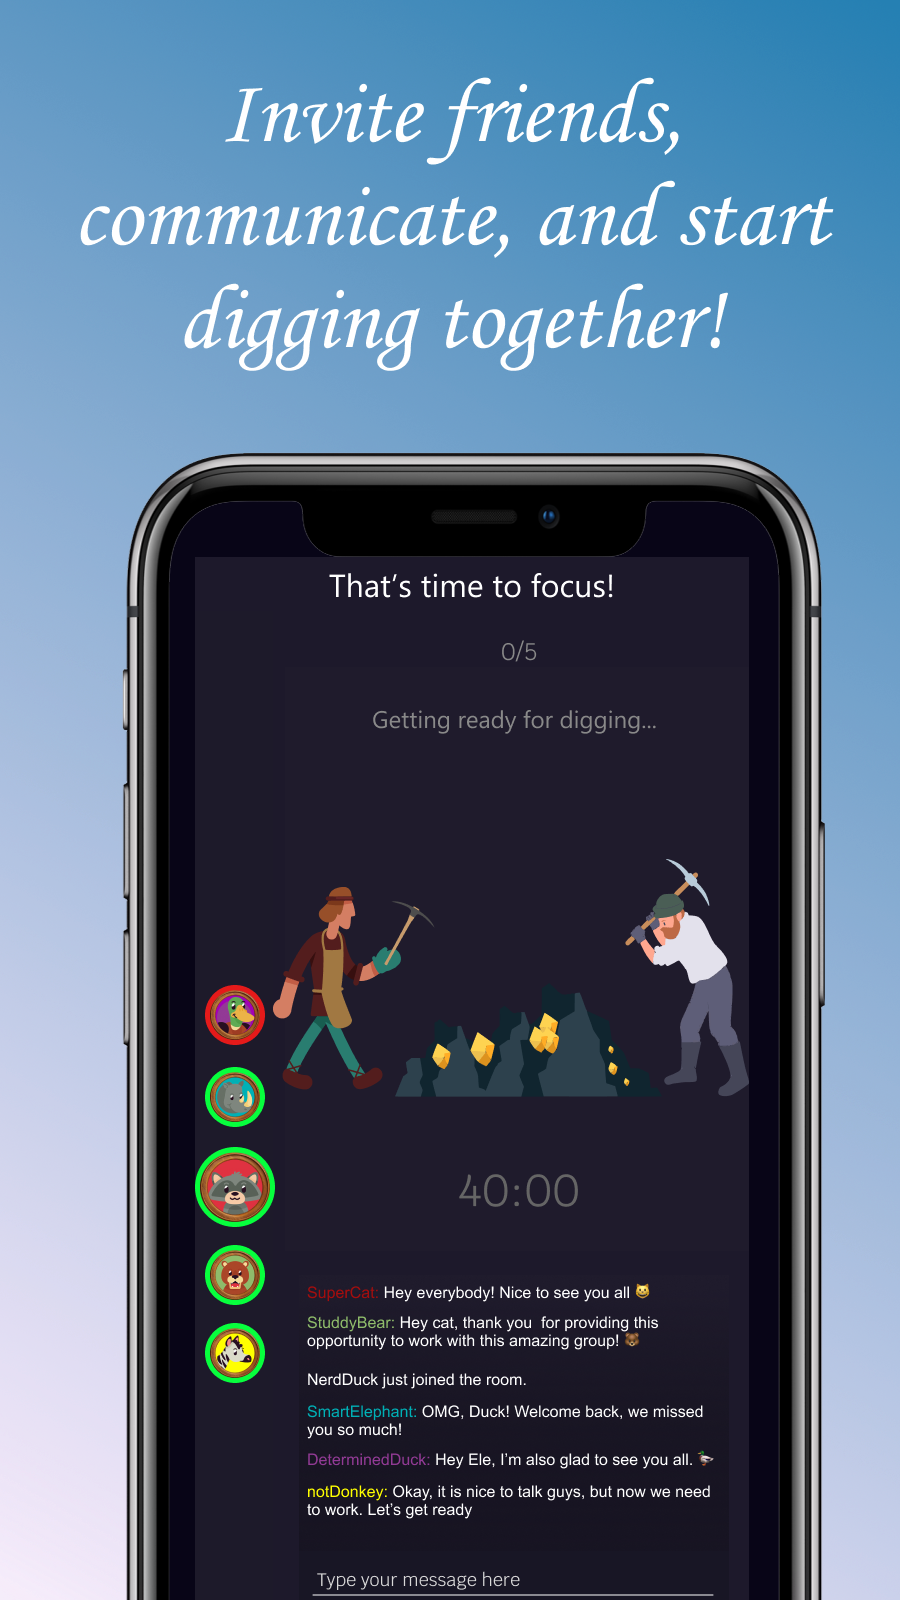 Invite friends,
communicate, and start
digging together!
That's time to focus!
0/5
Getting ready for digging...
40:00
SuperCat: Hey everybody! Nice to see you all 😺
StuddyBear: Hey cat, thank you  for providing this
opportunity to work with this amazing group! 🐻
NerdDuck just joined the room.
SmartElephant: OMG, Duck! Welcome back, we missed
you so much!
DeterminedDuck: Hey Ele, I'm also glad to see you all. 🦆
notDonkey: Okay, it is nice to talk guys, but now we need
to work. Let's get ready
Type your message here